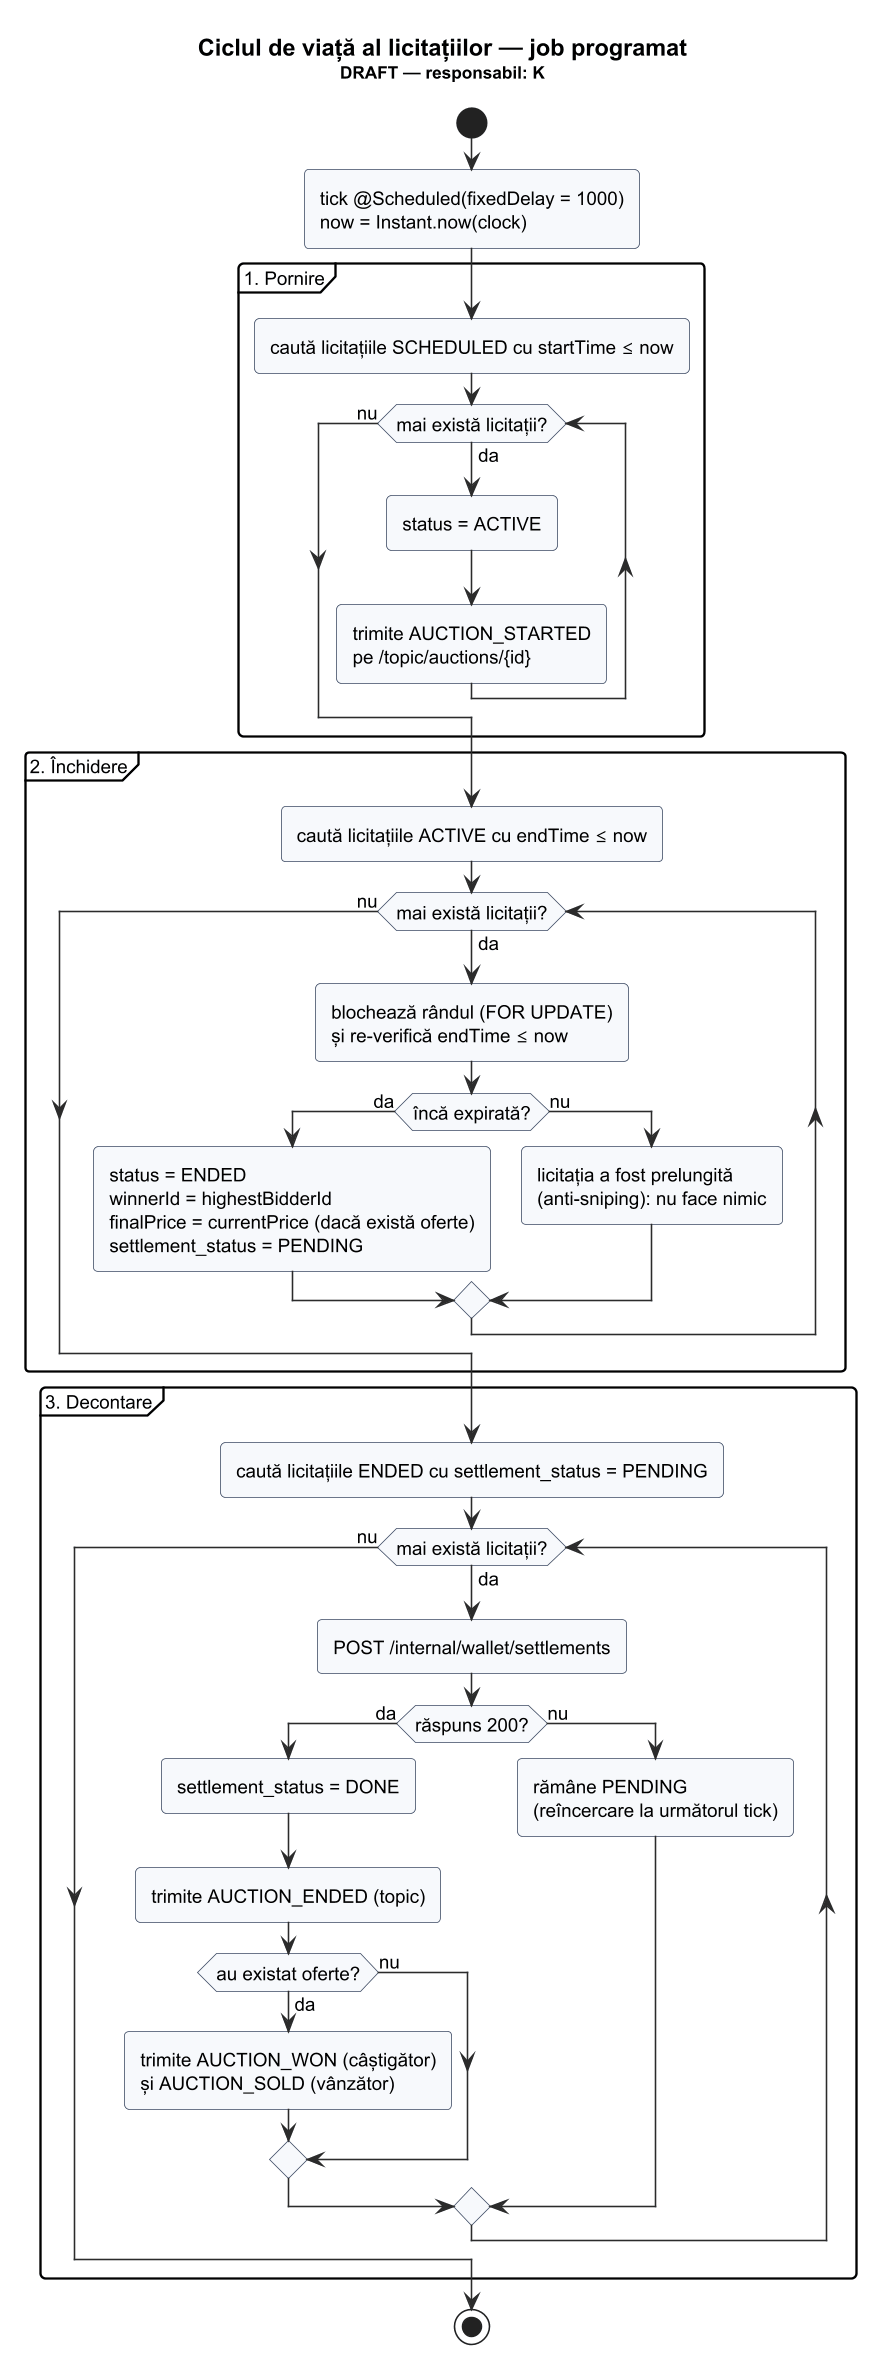 Ciclul de viață al licitațiilor — job programat
DRAFT — responsabil: K
tick @Scheduled(fixedDelay = 1000)
now = Instant.now(clock)
1. Pornire
caută licitațiile SCHEDULED cu startTime ≤ now
nu
mai există licitații?
da
status = ACTIVE
trimite AUCTION_STARTED
pe /topic/auctions/{id}
2. Închidere
caută licitațiile ACTIVE cu endTime ≤ now
nu
mai există licitații?
da
blochează rândul (FOR UPDATE)
și re-verifică endTime ≤ now
da
încă expirată?
nu
status = ENDED
winnerId = highestBidderId
finalPrice = currentPrice (dacă există oferte)
settlement_status = PENDING
licitația a fost prelungită
(anti-sniping): nu face nimic
3. Decontare
caută licitațiile ENDED cu settlement_status = PENDING
nu
mai există licitații?
da
POST /internal/wallet/settlements
da
răspuns 200?
nu
settlement_status = DONE
rămâne PENDING
(reîncercare la următorul tick)
trimite AUCTION_ENDED (topic)
au existat oferte?
nu
da
trimite AUCTION_WON (câștigător)
și AUCTION_SOLD (vânzător)